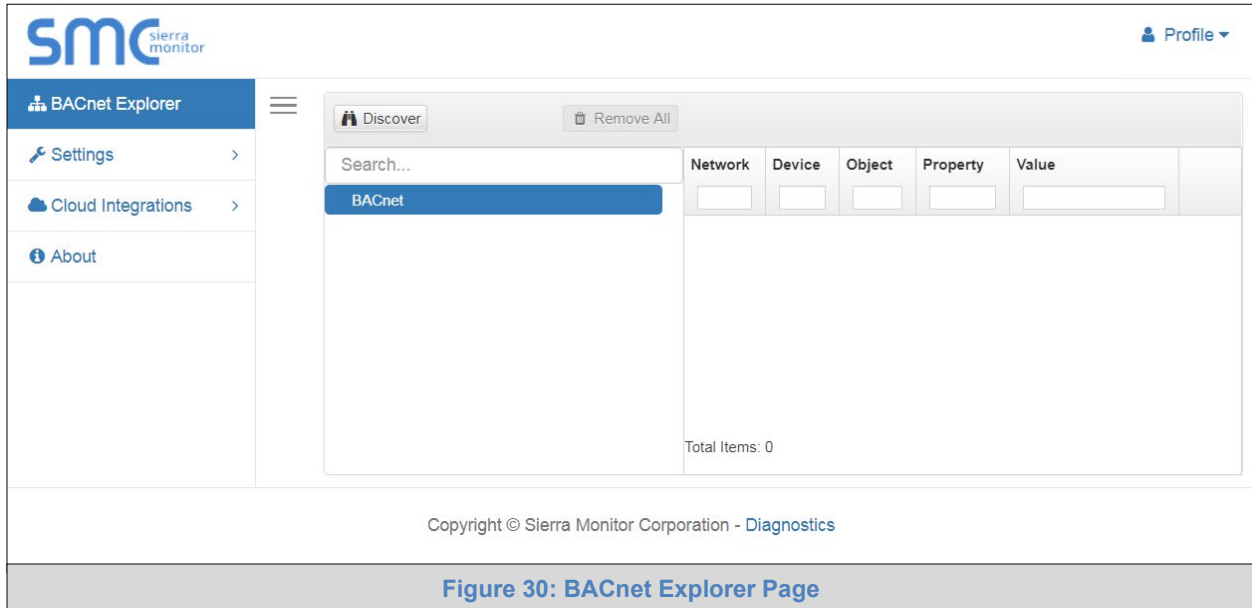 SMC sierra monitor
Profile
BACnet Explorer
Settings
Cloud Integrations
About
Discover
Remove All
Search...
BACnet
Network Device Object Property Value
Total Items: 0
Copyright © Sierra Monitor Corporation - Diagnostics
Figure 30: BACnet Explorer Page